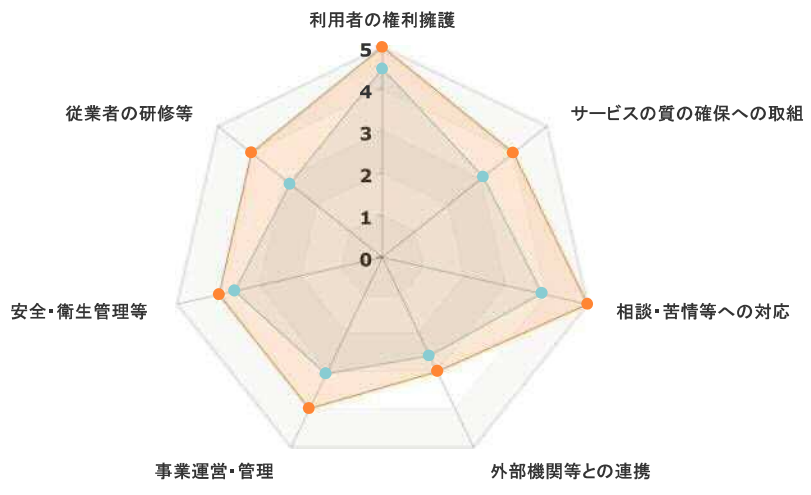 利用者の権利擁護
サービスの質の確保への取組
相談・苦情等への対応
外部機関等との連携
事業運営・管理
安全・衛生管理等
従業者の研修等
5
4
3
2
1
0